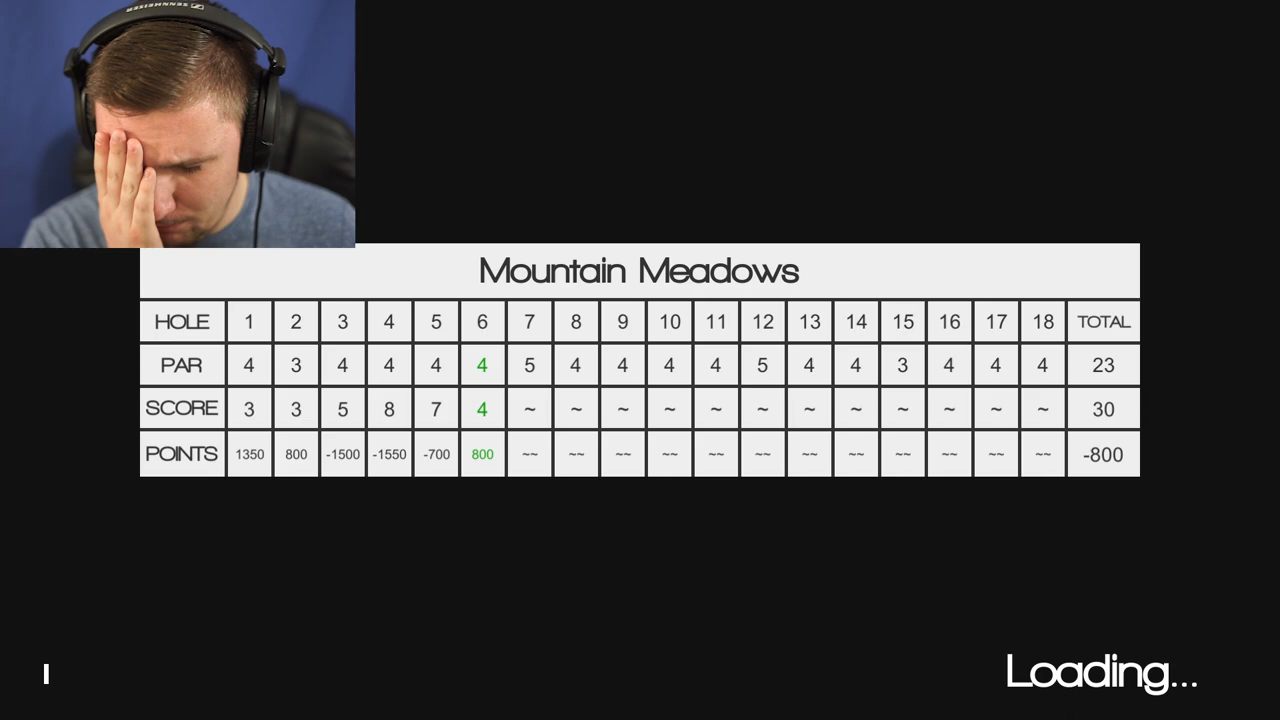 SENNHEISER
Mountain Meadows
HOLE 1 2 3 4 5 6 7 8 9 10 11 12 13 14 15 16 17 18 TOTAL
PAR 4 3 4 4 4 4 5 4 4 4 4 5 4 4 3 4 4 4 23
SCORE 3 3 5 8 7 4 ~ ~ ~ ~ ~ ~ ~ ~ ~ ~ ~ ~ 30
POINTS 1350 800 -1500 -1550 -700 800 ~~ ~~ ~~ ~~ ~~ ~~ ~~ ~~ ~~ ~~ ~~ ~~ -800
Loading...